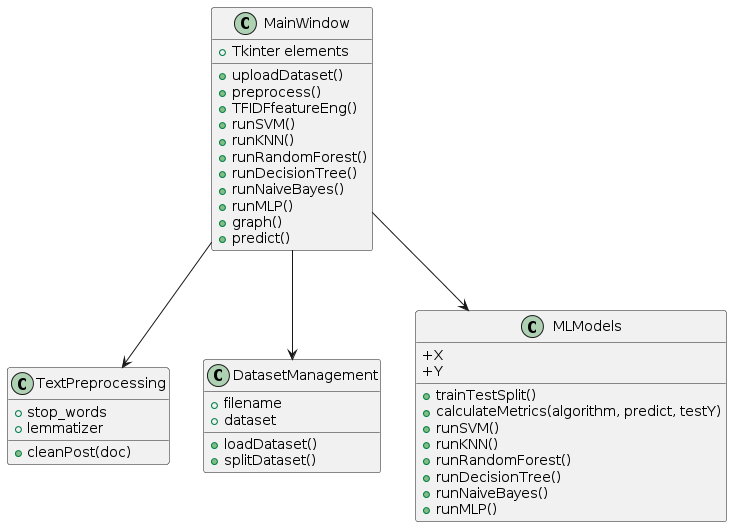 C MainWindow
Tkinter elements
uploadDataset()
preprocess()
TFIDFfeatureEng()
runSVM()
runKNN()
runRandomForest()
runDecisionTree()
runNaiveBayes()
runMLP()
graph()
predict()
C TextPreprocessing
stop_words
lemmatizer
cleanPost(doc)
C DatasetManagement
filename
dataset
loadDataset()
splitDataset()
C MLModels
+X
+Y
trainTestSplit()
calculateMetrics(algorithm, predict, testY)
runSVM()
runKNN()
runRandomForest()
runDecisionTree()
runNaiveBayes()
runMLP()